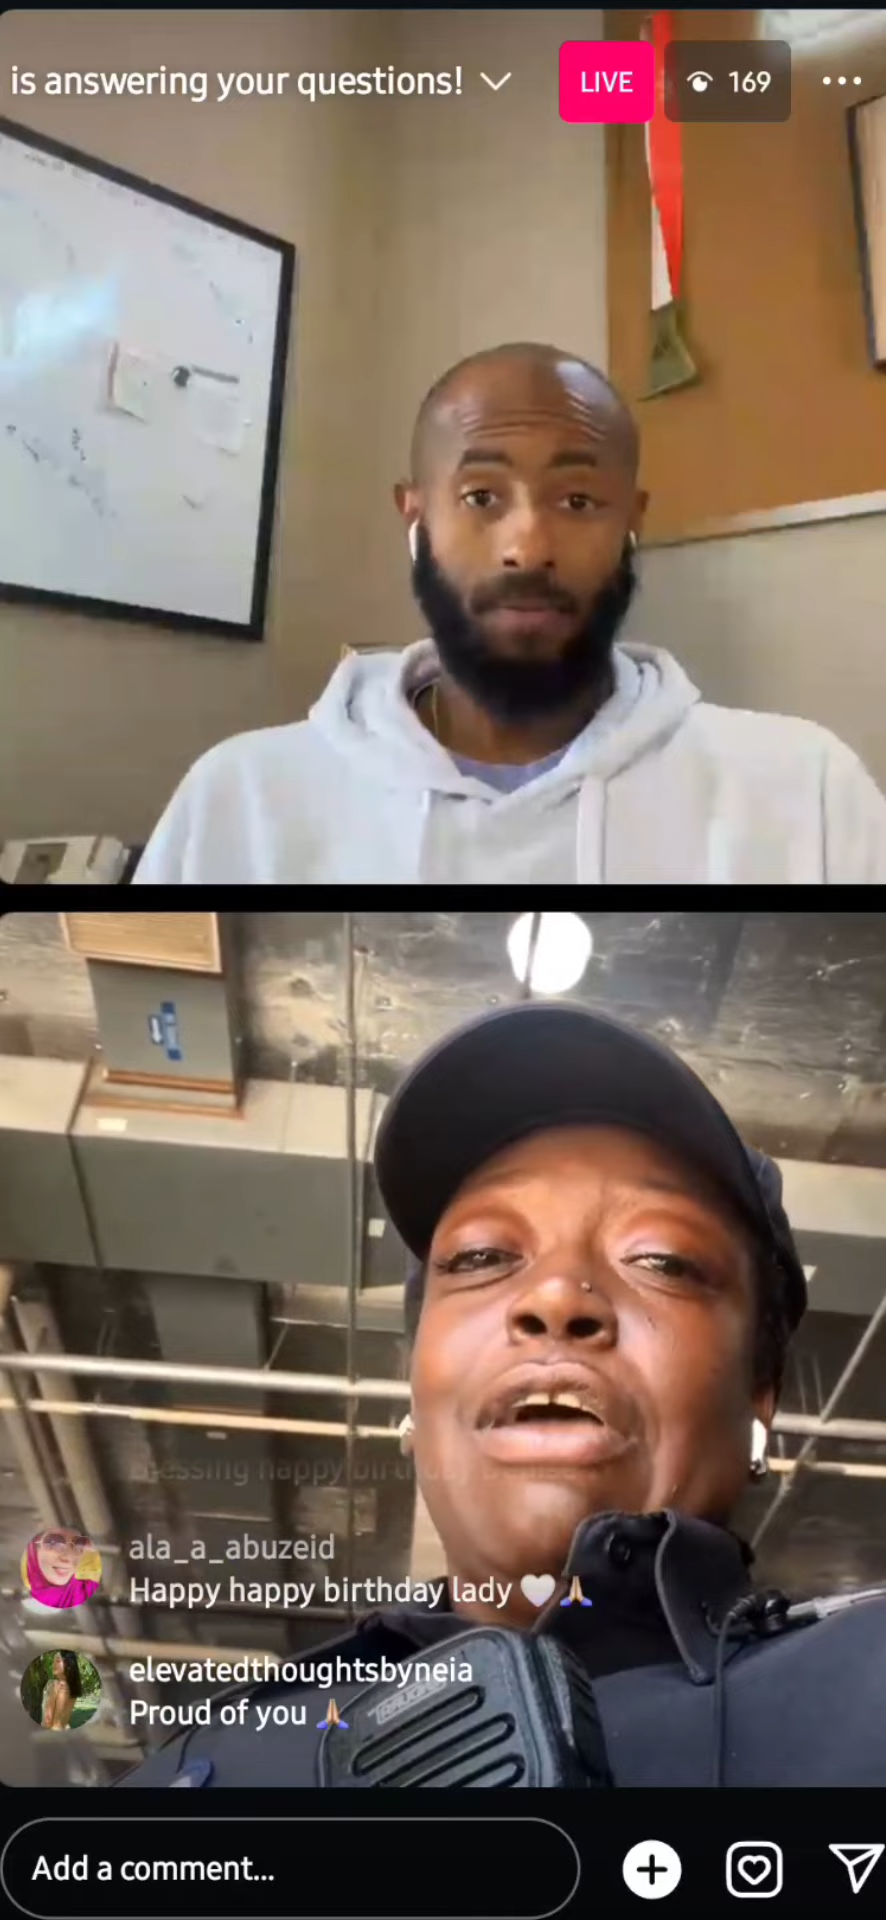 is answering your questions!
LIVE
169
ala_a_abuzeid
Happy happy birthday lady 🤍🙏🏼
elevatedthoughtsbyneia
Proud of you 🙏🏼
Add a comment...